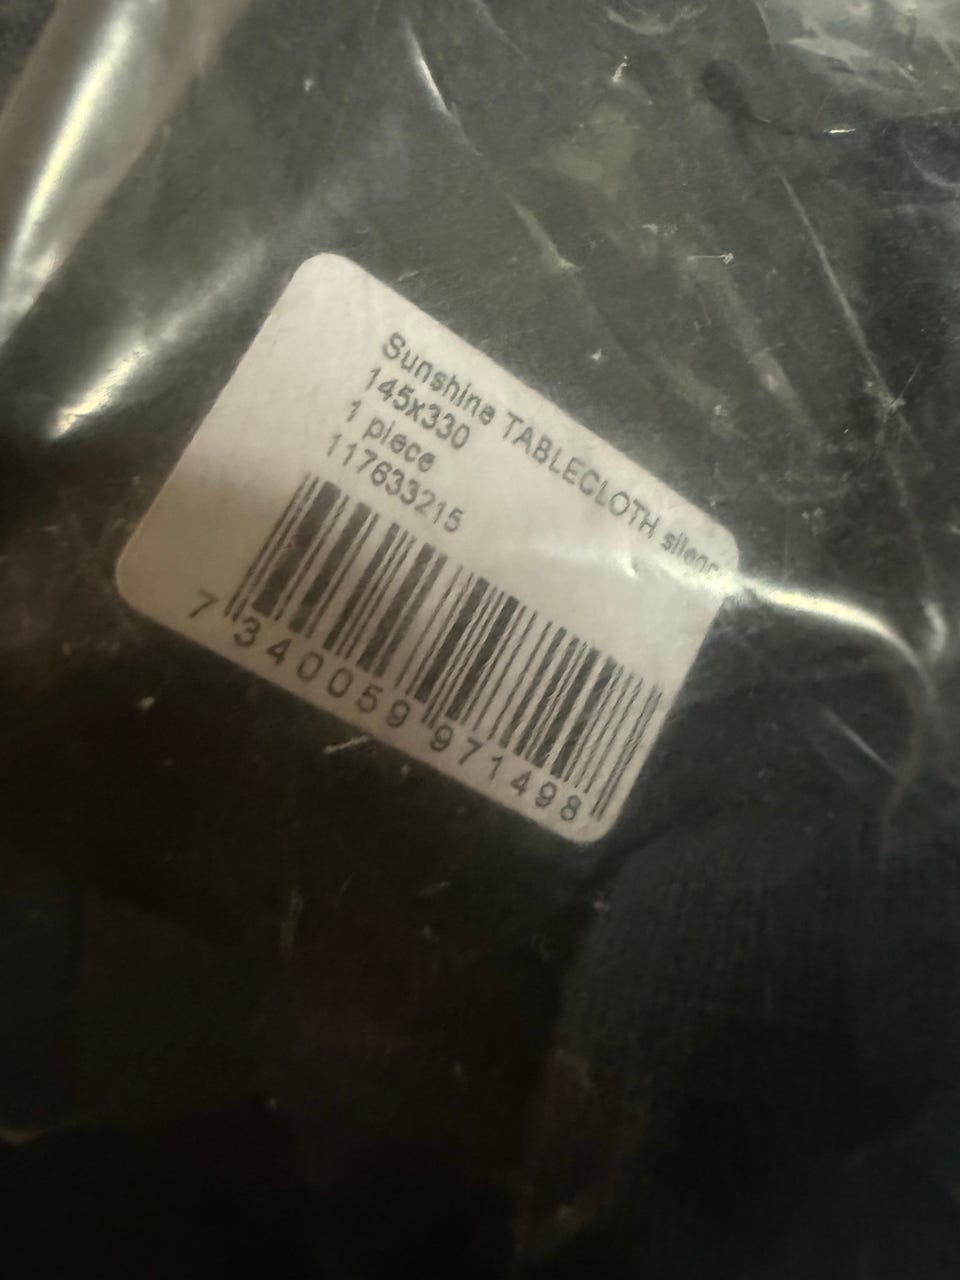 Sunshine TABLECLOTH
145x330
1 piece
117633215
7 340059 971498